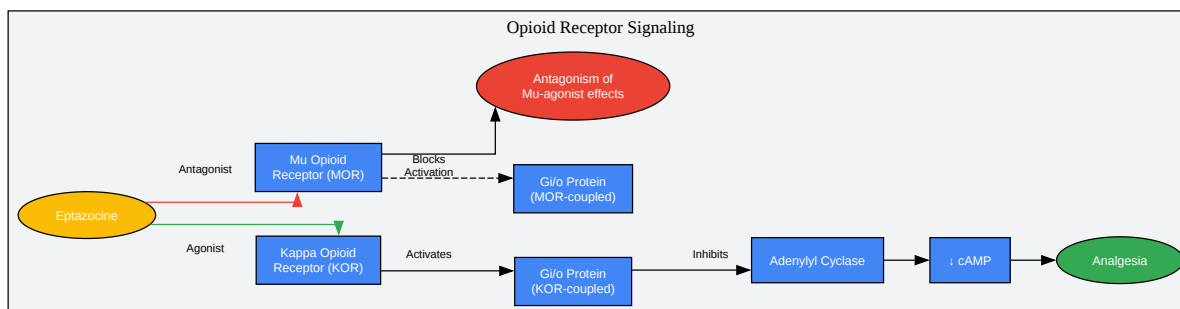 Opioid Receptor Signaling
Antagonism of
Mu-agonist effects
Antagonist
Mu Opioid
Receptor (MOR)
Blocks
Activation
Gi/o Protein
(MOR-coupled)
Eptazocine
Agonist
Kappa Opioid
Receptor (KOR)
Activates
Gi/o Protein
(KOR-coupled)
Inhibits
Adenylyl Cyclase
↓ cAMP
Analgesia